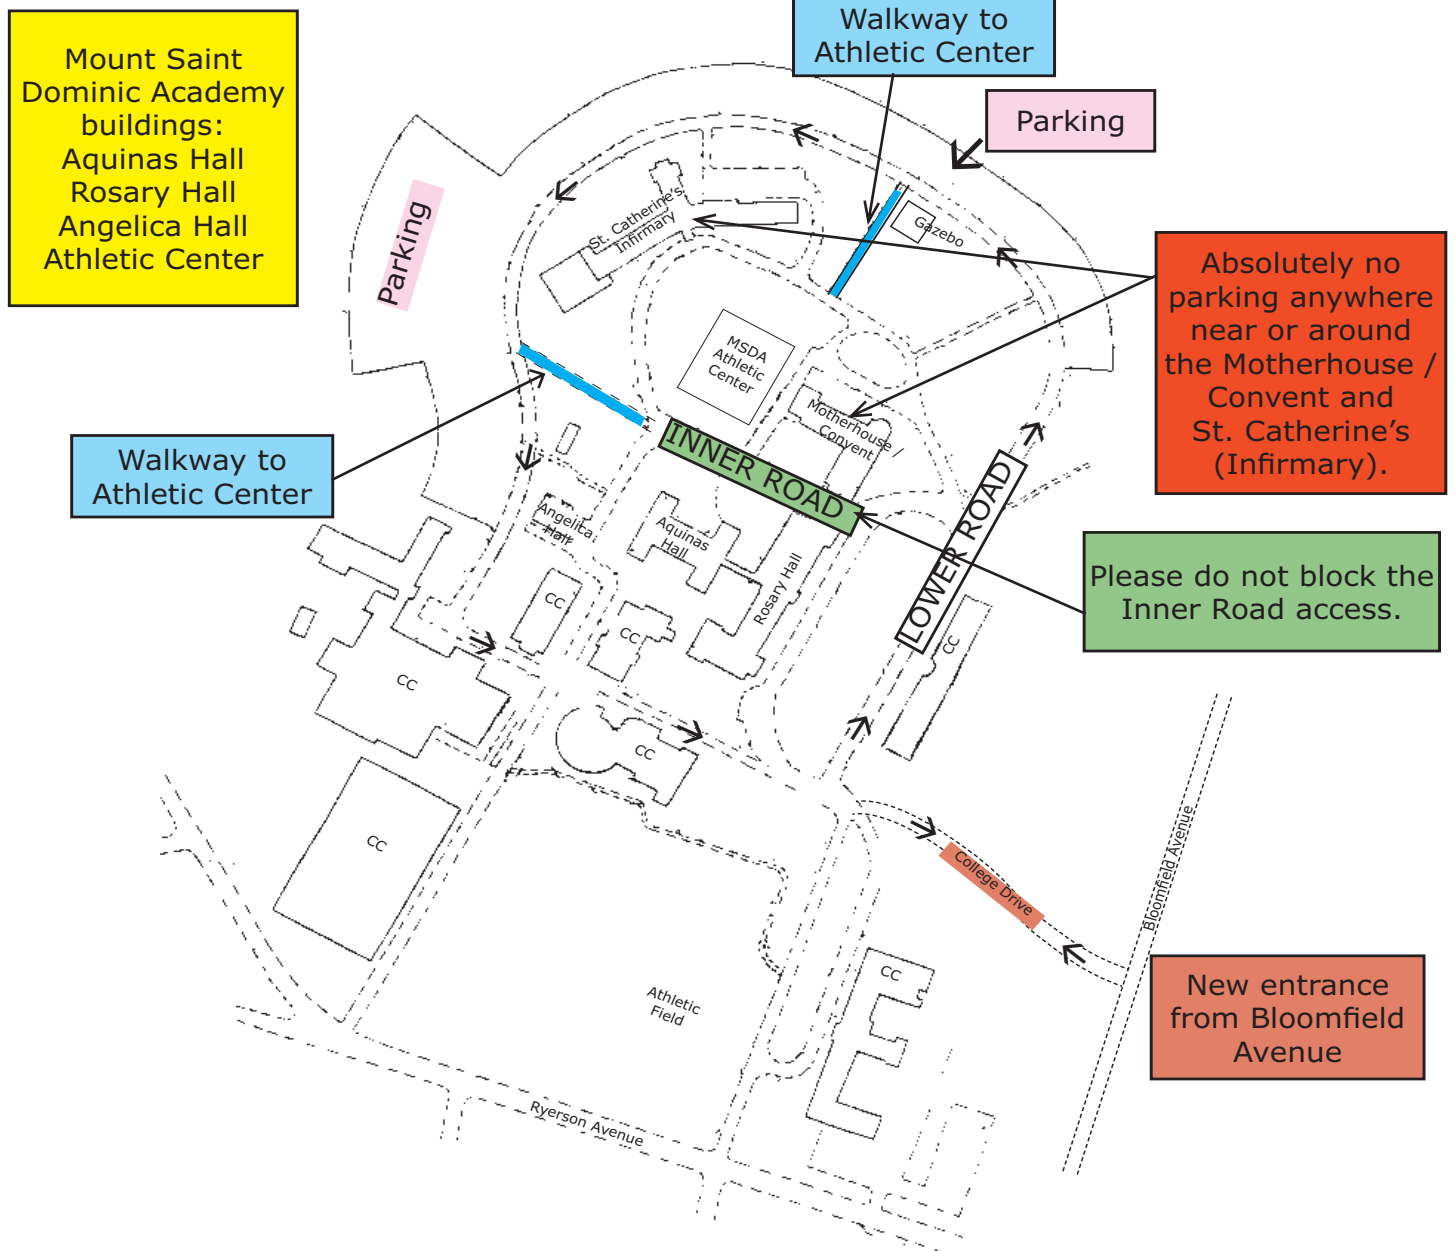 Mount Saint
Dominic Academy
buildings:
Aquinas Hall
Rosary Hall
Angelica Hall
Athletic Center
Walkway to
Athletic Center
Parking
Parking
St. Catherine's
Infirmary
Gazebo
Absolutely no
parking anywhere
near or around
the Motherhouse /
Convent and
St. Catherine’s
(Infirmary).
MSDA
Athletic
Center
Motherhouse /
Convent
Walkway to
Athletic Center
INNER ROAD
LOWER ROAD
Angelica
Hall
Aquinas
Hall
Rosary Hall
Please do not block the
Inner Road access.
CC
CC
CC
CC
CC
CC
College Drive
Bloomfield Avenue
CC
New entrance
from Bloomfield
Avenue
Athletic
Field
Ryerson Avenue